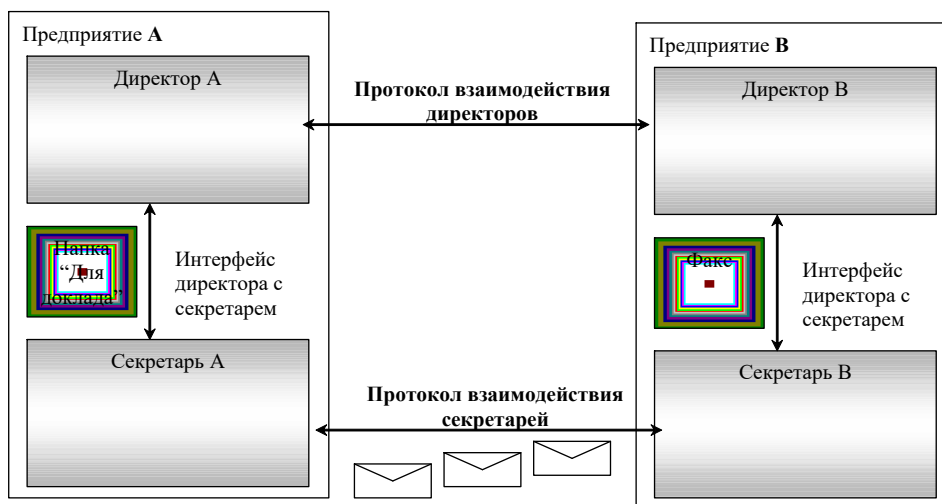 Предприятие А
Директор А
Папка
“Для
доклада”
Интерфейс
директора с
секретарем
Секретарь А
Протокол взаимодействия
директоров
Протокол взаимодействия
секретарей
Предприятие В
Директор В
Факс
Интерфейс
директора с
секретарем
Секретарь В